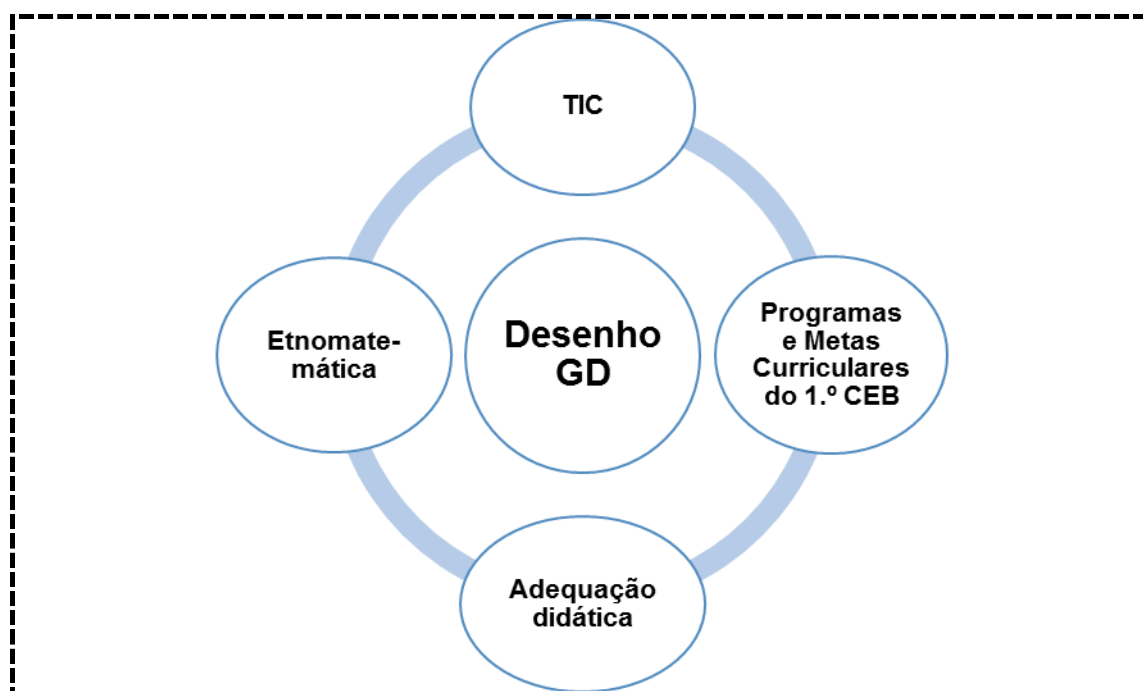 TIC
Etnomate-
mática
Desenho
GD
Programas
e Metas
Curriculares
do 1.º CEB
Adequação
didática